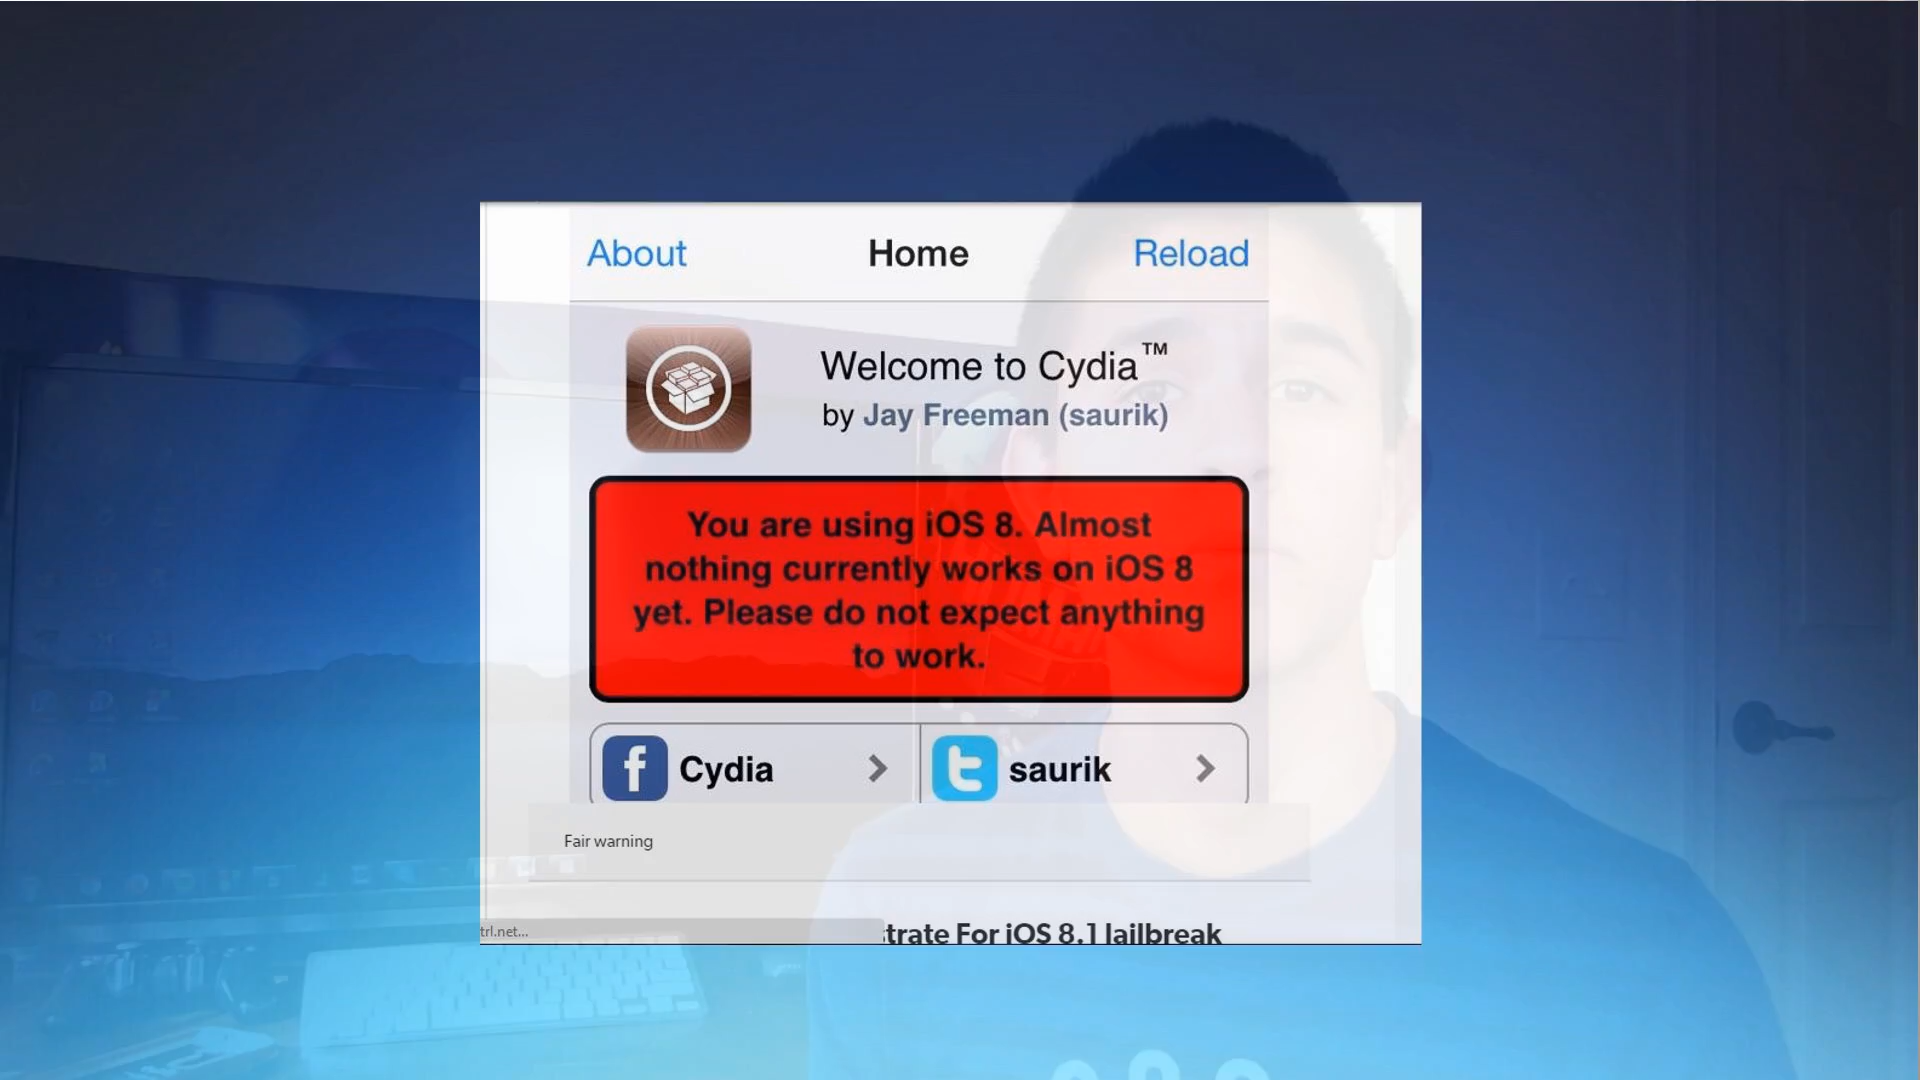 About Home Reload
Welcome to Cydia™
by Jay Freeman (saurik)
You are using iOS 8. Almost
nothing currently works on iOS 8
yet. Please do not expect anything
to work.
Cydia saurik
Fair warning
trl.net...
trate For iOS 8.1 Jailbreak